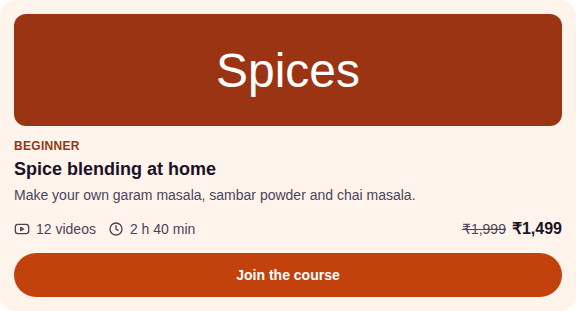 Spices
BEGINNER
Spice blending at home
Make your own garam masala, sambar powder and chai masala.
12 videos 2 h 40 min ₹1,999 ₹1,499
Join the course